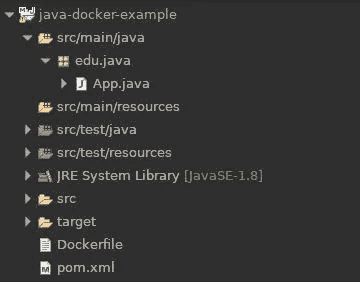 java-docker-example
src/main/java
edu.java
App.java
src/main/resources
src/test/java
src/test/resources
JRE System Library [JavaSE-1.8]
src
target
Dockerfile
pom.xml